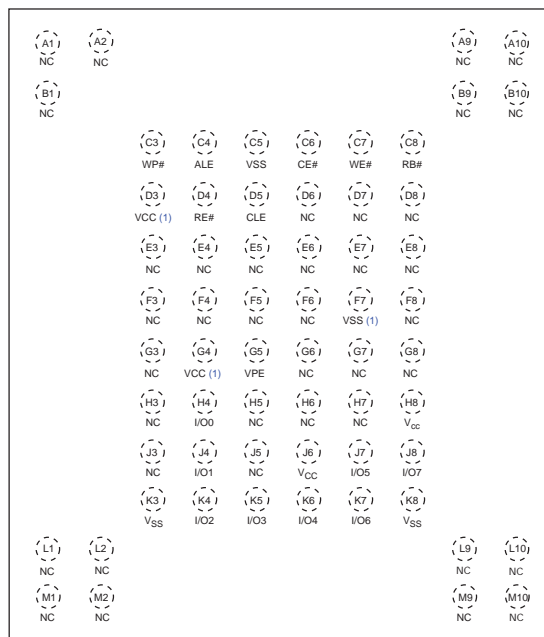 A1 A2 A9 A10
NC NC NC NC
B1 B9 B10
NC NC NC
C3 C4 C5 C6 C7 C8
WP# ALE VSS CE# WE# RB#
D3 D4 D5 D6 D7 D8
VCC (1) RE# CLE NC NC NC
E3 E4 E5 E6 E7 E8
NC NC NC NC NC NC
F3 F4 F5 F6 F7 F8
NC NC NC NC VSS (1) NC
G3 G4 G5 G6 G7 G8
NC VCC (1) VPE NC NC NC
H3 H4 H5 H6 H7 H8
NC I/O0 NC NC NC Vcc
J3 J4 J5 J6 J7 J8
NC I/O1 NC VCC I/O5 I/O7
K3 K4 K5 K6 K7 K8
VSS I/O2 I/O3 I/O4 I/O6 VSS
L1 L2 L9 L10
NC NC NC NC
M1 M2 M9 M10
NC NC NC NC